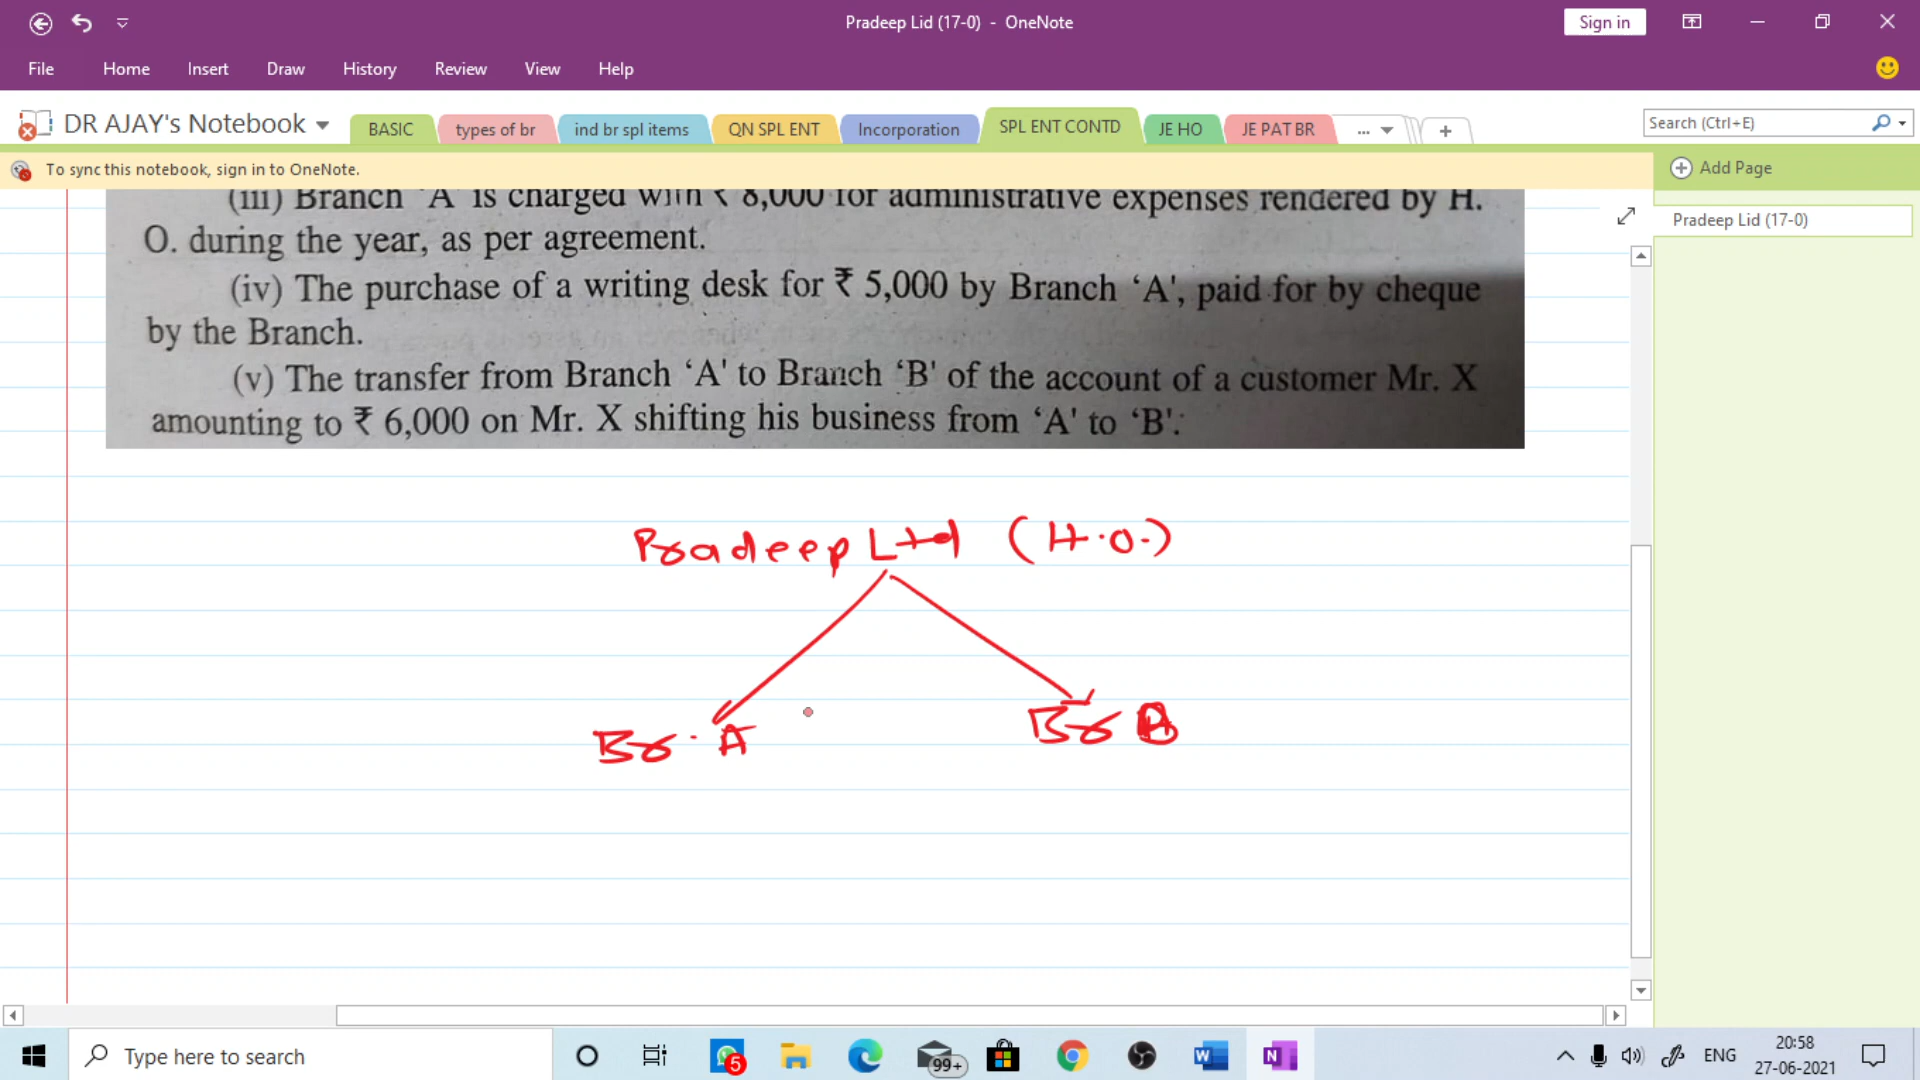 Pradeep Lid (17-0) - OneNote
Sign in
File Home Insert Draw History Review View Help
DR AJAY's Notebook
BASIC types of br ind br spl items QN SPL ENT Incorporation SPL ENT CONTD JE HO JE PAT BR ...
Search (Ctrl+E)
To sync this notebook, sign in to OneNote.
Add Page
Pradeep Lid (17-0)
(iii) Branch 'A' is charged with ₹ 8,000 for administrative expenses rendered by H.
O. during the year, as per agreement.
(iv) The purchase of a writing desk for ₹ 5,000 by Branch 'A', paid for by cheque
by the Branch.
(v) The transfer from Branch 'A' to Branch 'B' of the account of a customer Mr. X
amounting to ₹ 6,000 on Mr. X shifting his business from 'A' to 'B'.
Pradeep Ltd (H.O.)
Br. A
Br B
Type here to search
5
99+
ENG
20:58
27-06-2021